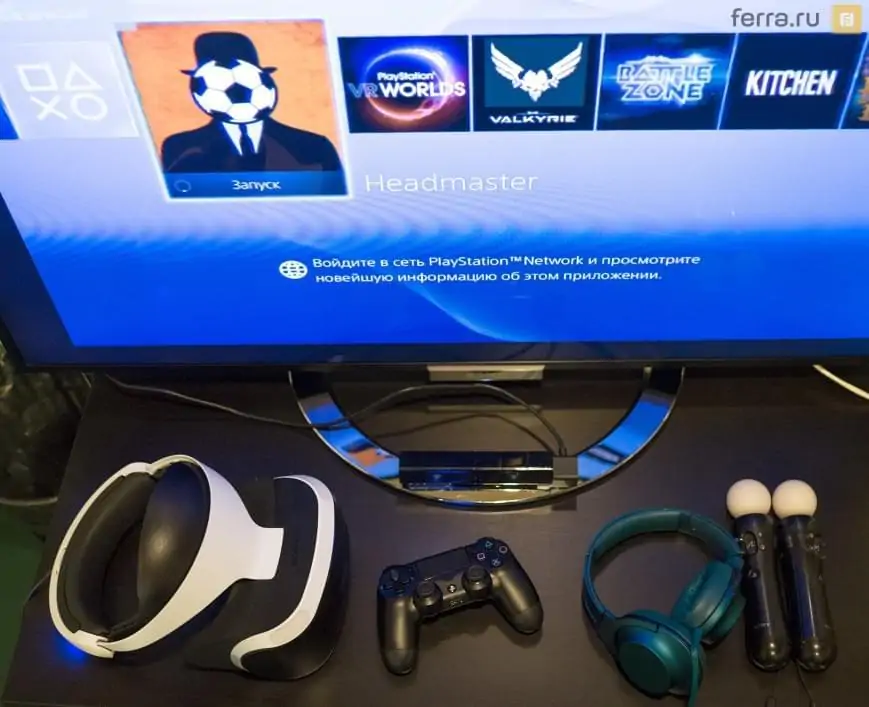 ferra.ru
PlayStation
VR WORLDS
VALKYRIE
BATTLE
ZONE
KITCHEN
Запуск
Headmaster
Войдите в сеть PlayStation™Network и просмотрите
новейшую информацию об этом приложении.